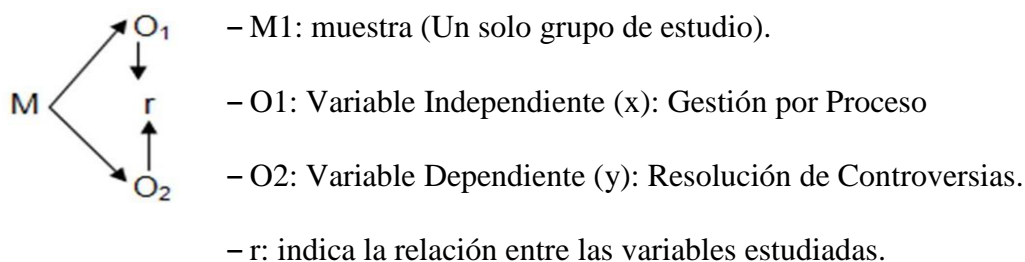 O₁
– M1: muestra (Un solo grupo de estudio).
M
r
– O1: Variable Independiente (x): Gestión por Proceso
O₂
– O2: Variable Dependiente (y): Resolución de Controversias.
– r: indica la relación entre las variables estudiadas.